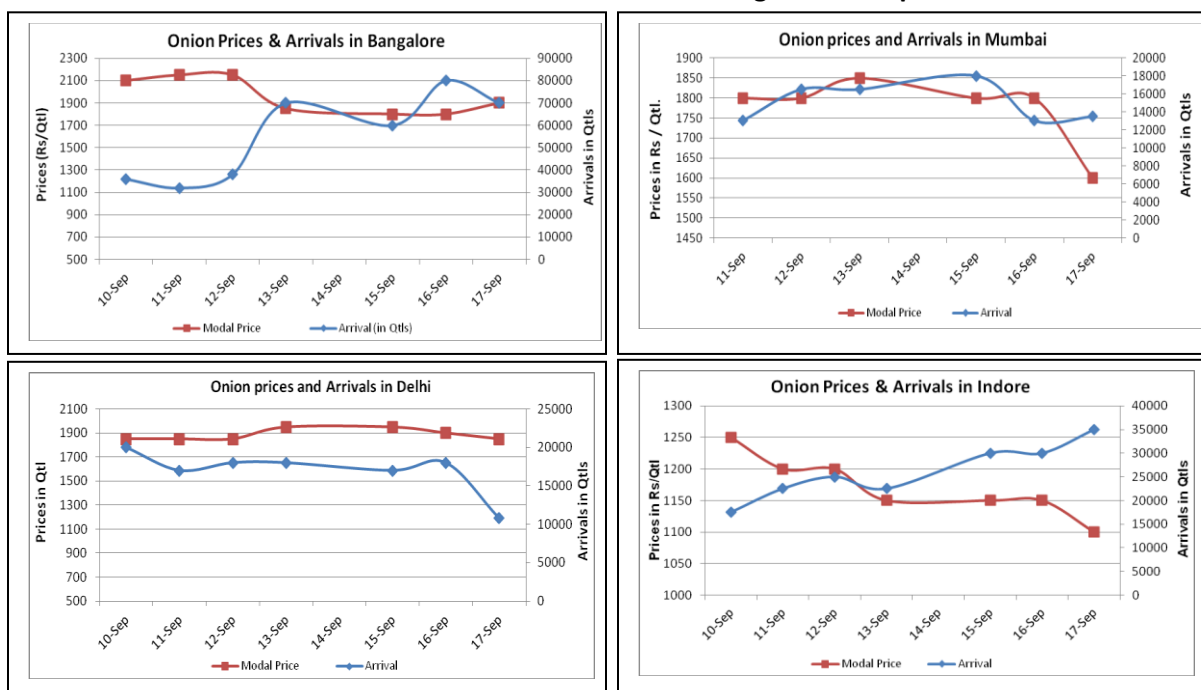 Onion Prices & Arrivals in Bangalore
Prices (Rs/Qtl)
2300
2100
1900
1700
1500
1300
1100
900
700
500
90000
80000
70000
60000
50000
40000
30000
20000
10000
0
Arrivals in Qtls
10-Sep
11-Sep
12-Sep
13-Sep
14-Sep
15-Sep
16-Sep
17-Sep
Modal Price
Arrival (in Qtls)
Onion prices and Arrivals in Mumbai
Prices in Rs / Qtl.
1900
1850
1800
1750
1700
1650
1600
1550
1500
1450
20000
18000
16000
14000
12000
10000
8000
6000
4000
2000
0
Arrivals in Qtls
11-Sep
12-Sep
13-Sep
15-Sep
16-Sep
17-Sep
Modal Price
Arrival
Onion prices and Arrivals in Delhi
Prices in Qtl
2100
1900
1700
1500
1300
1100
900
700
500
25000
20000
15000
10000
5000
0
Arrivals in Qtls
10-Sep
11-Sep
12-Sep
13-Sep
15-Sep
16-Sep
17-Sep
Modal Price
Arrival
Onion Prices & Arrivals in Indore
Prices in Rs/Qtl
1300
1250
1200
1150
1100
1050
1000
40000
35000
30000
25000
20000
15000
10000
5000
0
Arrivals in Qtls
10-Sep
11-Sep
12-Sep
13-Sep
15-Sep
16-Sep
17-Sep
Modal Price
Arrival